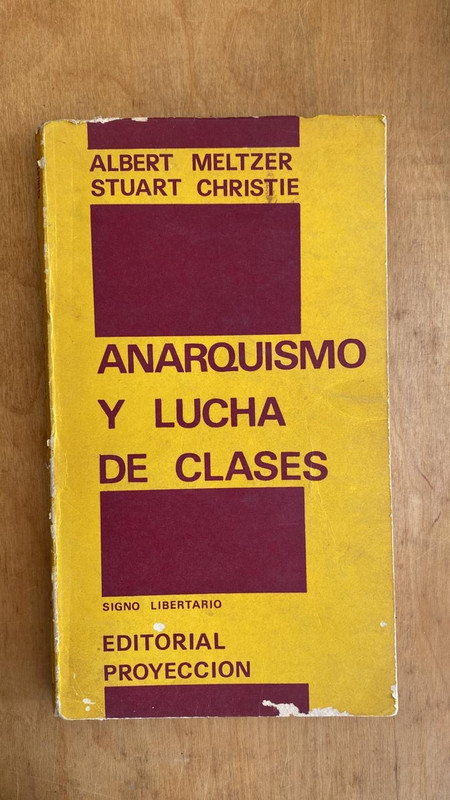 ALBERT MELTZER
STUART CHRISTIE
ANARQUISMO
Y LUCHA
DE CLASES
SIGNO LIBERTARIO
EDITORIAL
PROYECCION